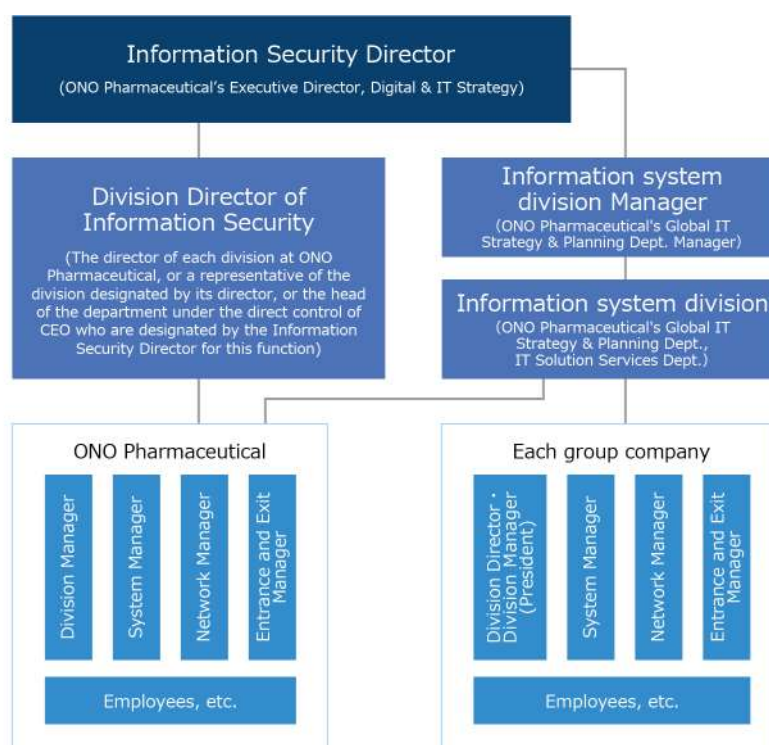 Information Security Director
(ONO Pharmaceutical’s Executive Director, Digital & IT Strategy)
Division Director of
Information Security
(The director of each division at ONO
Pharmaceutical, or a representative of the
division designated by its director, or the head
of the department under the direct control of
CEO who are designated by the Information
Security Director for this function)
Information system
division Manager
(ONO Pharmaceutical's Global IT
Strategy & Planning Dept. Manager)
Information system division
(ONO Pharmaceutical's Global IT
Strategy & Planning Dept.,
IT Solution Services Dept.)
ONO Pharmaceutical
Division Manager
System Manager
Network Manager
Entrance and Exit
Manager
Employees, etc.
Each group company
Division Director・
Division Manager
(President)
System Manager
Network Manager
Entrance and Exit
Manager
Employees, etc.